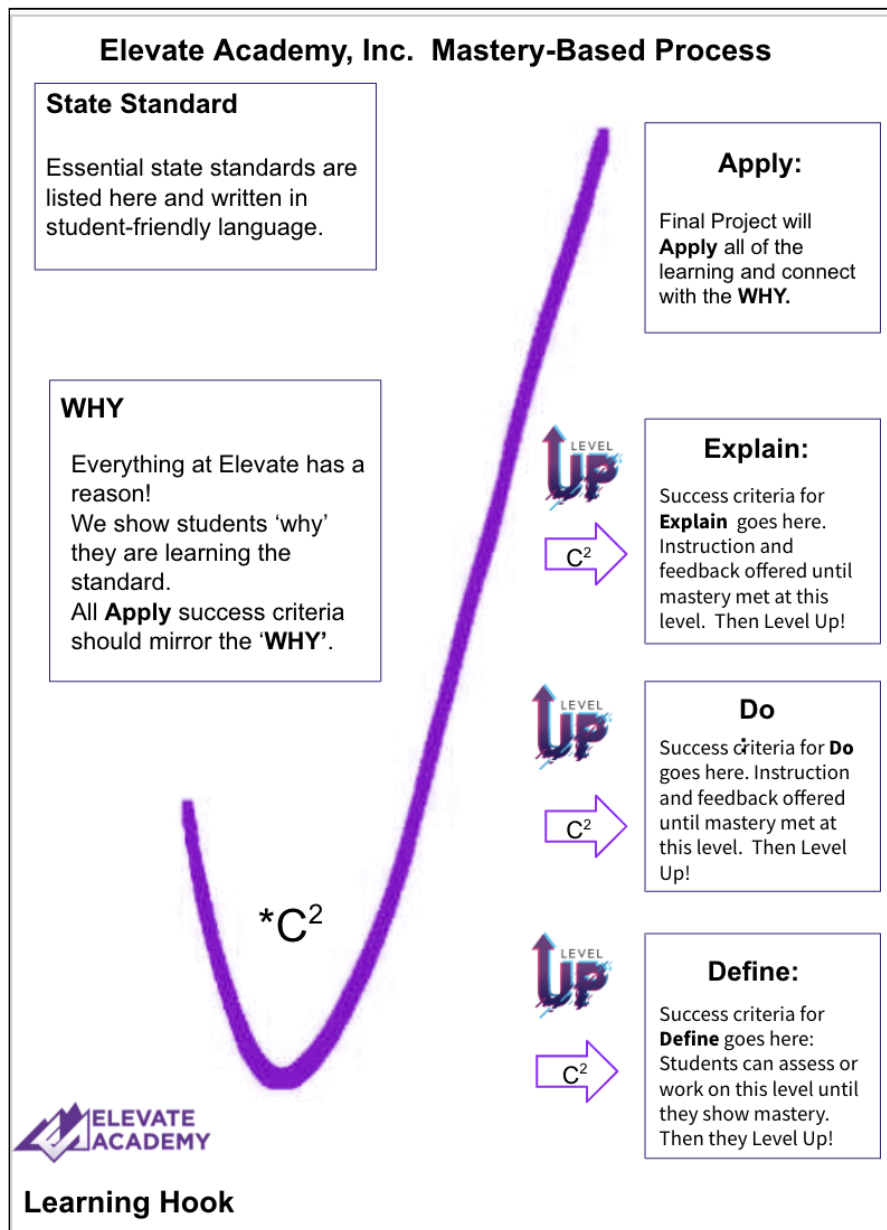 Elevate Academy, Inc.  Mastery-Based Process
State Standard
Essential state standards are
listed here and written in
student-friendly language.
WHY
Everything at Elevate has a
reason!
We show students ‘why’
they are learning the
standard.
All Apply success criteria
should mirror the ‘WHY’.
*C²
Apply:
Final Project will
Apply all of the
learning and connect
with the WHY.
LEVEL
UP
C²
Explain:
Success criteria for
Explain  goes here.
Instruction and
feedback offered until
mastery met at this
level.  Then Level Up!
LEVEL
UP
C²
Do
:
Success criteria for Do
goes here. Instruction
and feedback offered
until mastery met at
this level.  Then Level
Up!
LEVEL
UP
C²
Define:
Success criteria for
Define goes here:
Students can assess or
work on this level until
they show mastery.
Then they Level Up!
ELEVATE
ACADEMY
Learning Hook